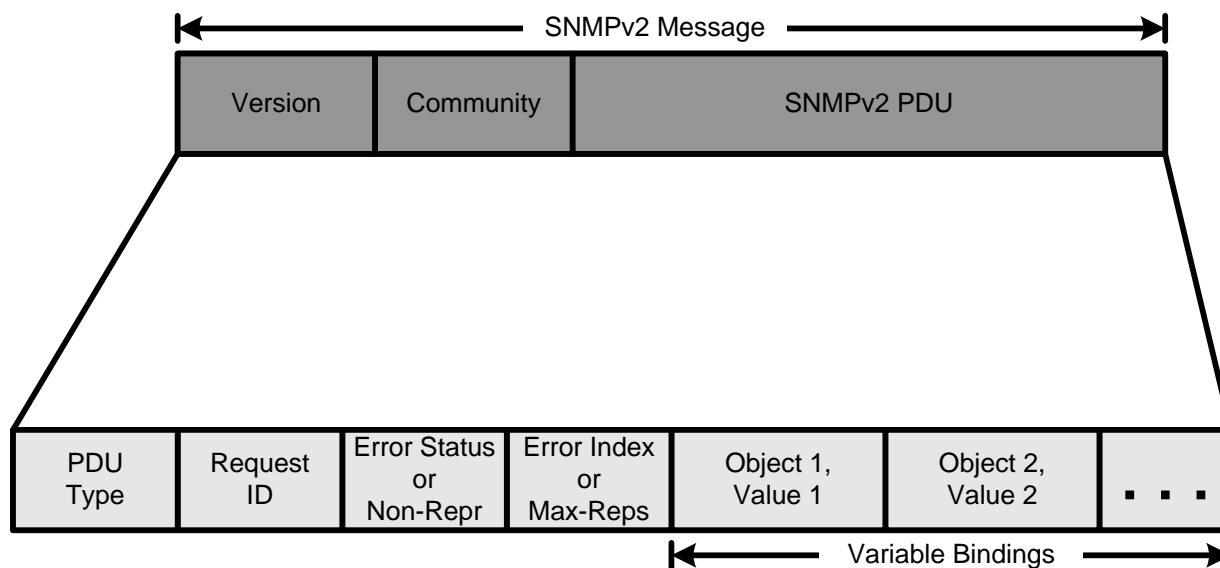 SNMPv2 Message
Version
Community
SNMPv2 PDU
PDU
Type
Request
ID
Error Status
or
Non-Repr
Error Index
or
Max-Reps
Object 1,
Value 1
Object 2,
Value 2
. . .
Variable Bindings